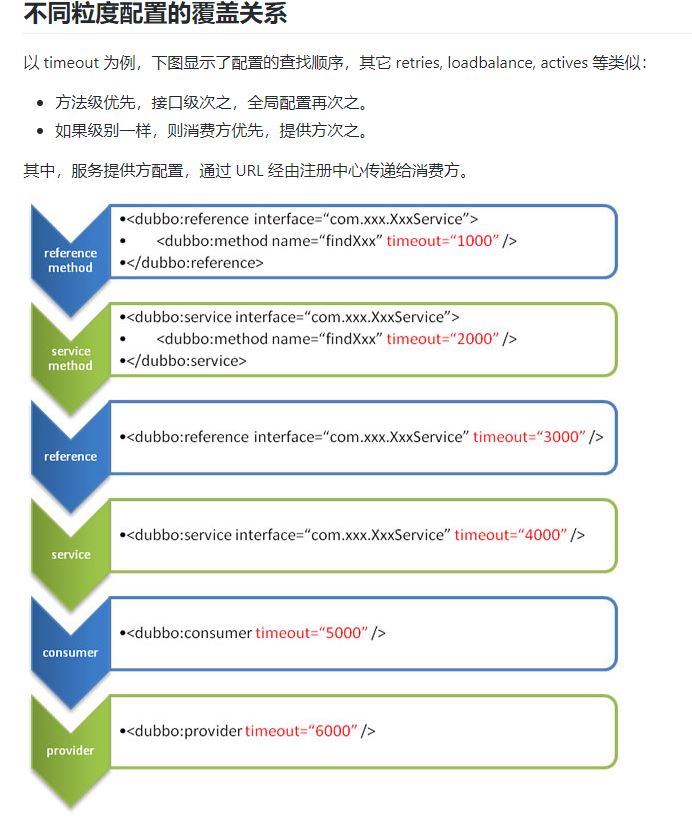 不同粒度配置的覆盖关系
以 timeout 为例，下图显示了配置的查找顺序，其它 retries, loadbalance, actives 等类似：
• 方法级优先，接口级次之，全局配置再次之。
• 如果级别一样，则消费方优先，提供方次之。
其中，服务提供方配置，通过 URL 经由注册中心传递给消费方。
reference
method
•<dubbo:reference interface=“com.xxx.XxxService”>
• <dubbo:method name=“findXxx” timeout=“1000” />
•</dubbo:reference>
service
method
•<dubbo:service interface=“com.xxx.XxxService”>
• <dubbo:method name=“findXxx” timeout=“2000” />
•</dubbo:service>
reference
•<dubbo:reference interface=“com.xxx.XxxService” timeout=“3000” />
service
•<dubbo:service interface=“com.xxx.XxxService” timeout=“4000” />
consumer
•<dubbo:consumer timeout=“5000” />
provider
•<dubbo:provider timeout=“6000” />